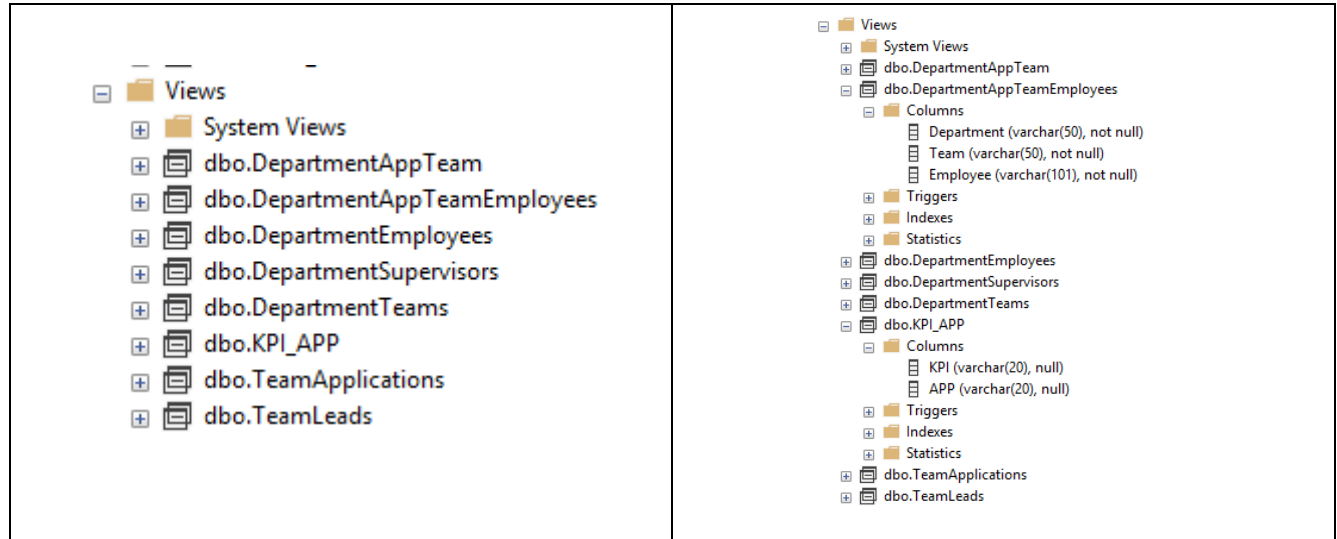 Views
System Views
dbo.DepartmentAppTeam
dbo.DepartmentAppTeamEmployees
dbo.DepartmentEmployees
dbo.DepartmentSupervisors
dbo.DepartmentTeams
dbo.KPI_APP
dbo.TeamApplications
dbo.TeamLeads
Views
System Views
dbo.DepartmentAppTeam
dbo.DepartmentAppTeamEmployees
Columns
Department (varchar(50), not null)
Team (varchar(50), not null)
Employee (varchar(101), not null)
Triggers
Indexes
Statistics
dbo.DepartmentEmployees
dbo.DepartmentSupervisors
dbo.DepartmentTeams
dbo.KPI_APP
Columns
KPI (varchar(20), null)
APP (varchar(20), null)
Triggers
Indexes
Statistics
dbo.TeamApplications
dbo.TeamLeads